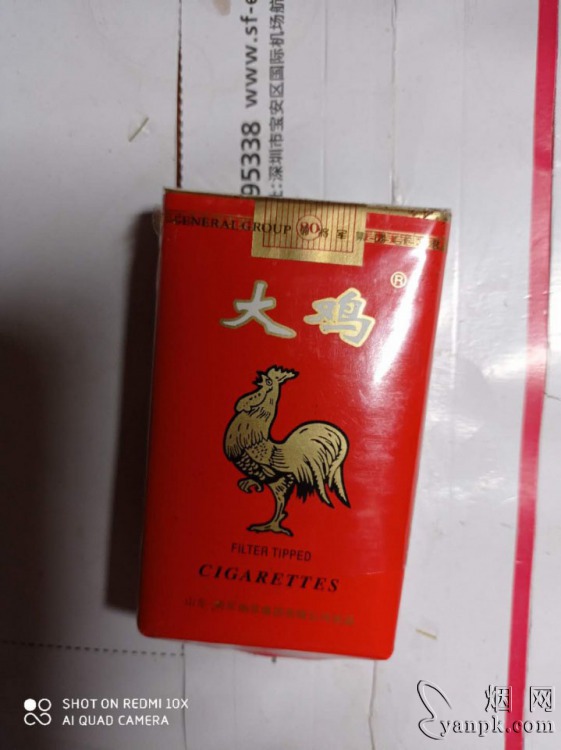 www.sf-e
95338
址:深圳市宝安区国际机场航
GENERAL GROUP
大鸡®
FILTER TIPPED
CIGARETTES
SHOT ON REDMI 10X
AI QUAD CAMERA
烟网
yanpk.com